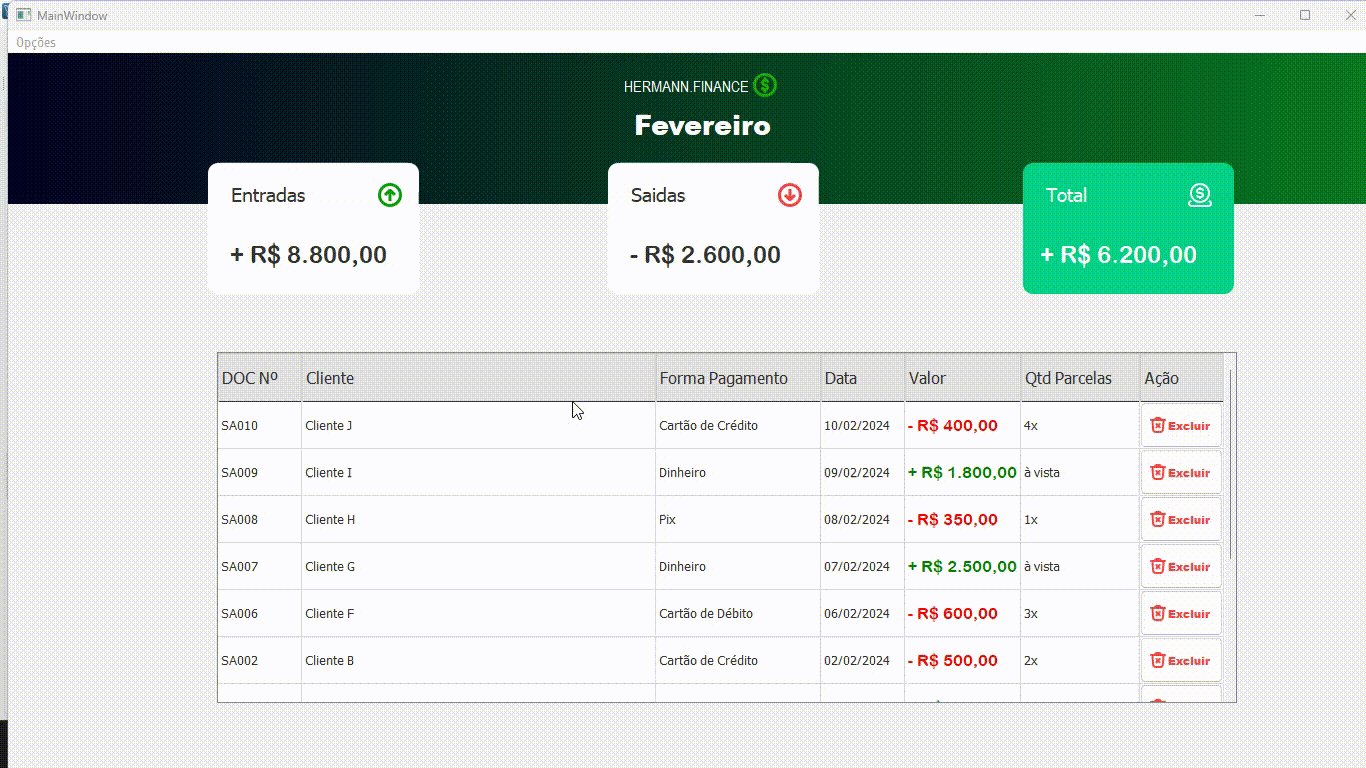 MainWindow
Opções
HERMANN.FINANCE
Fevereiro
Entradas
+ R$ 8.800,00
Saidas
- R$ 2.600,00
Total
+ R$ 6.200,00
DOC Nº Cliente Forma Pagamento Data Valor Qtd Parcelas Ação
SA010 Cliente J Cartão de Crédito 10/02/2024 - R$ 400,00 4x Excluir
SA009 Cliente I Dinheiro 09/02/2024 + R$ 1.800,00 à vista Excluir
SA008 Cliente H Pix 08/02/2024 - R$ 350,00 1x Excluir
SA007 Cliente G Dinheiro 07/02/2024 + R$ 2.500,00 à vista Excluir
SA006 Cliente F Cartão de Débito 06/02/2024 - R$ 600,00 3x Excluir
SA002 Cliente B Cartão de Crédito 02/02/2024 - R$ 500,00 2x Excluir